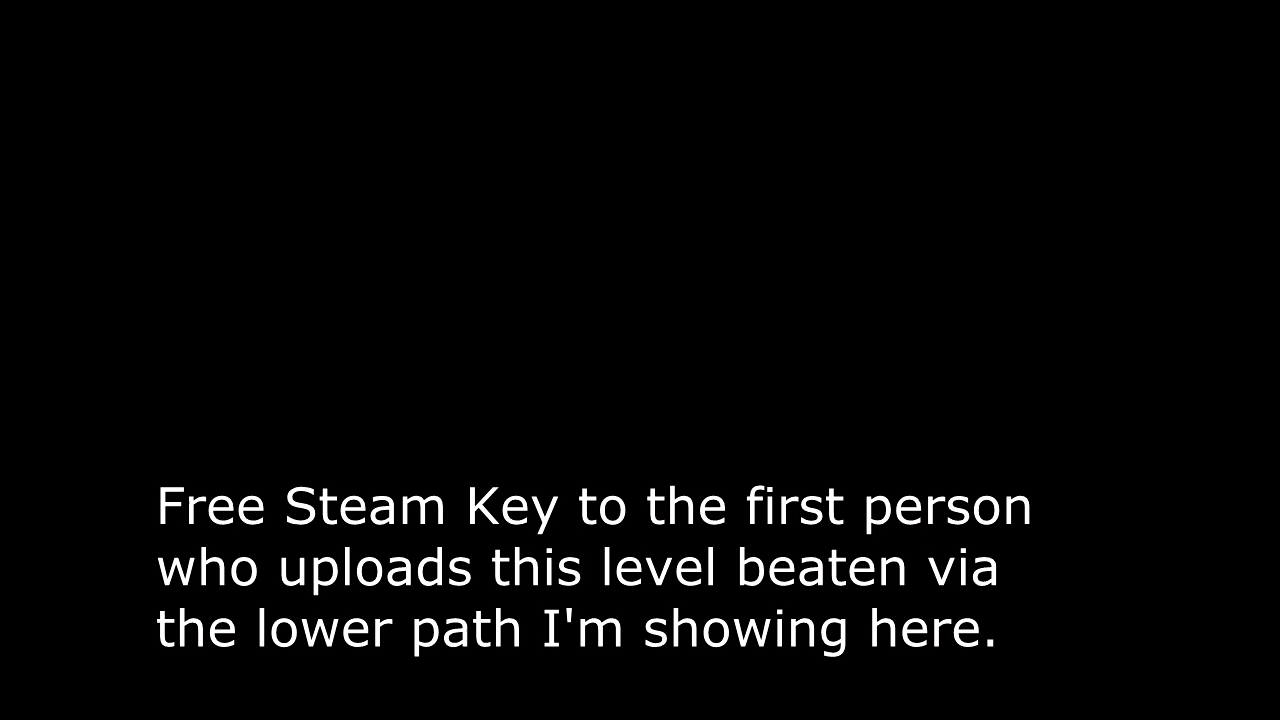 Free Steam Key to the first person
who uploads this level beaten via
the lower path I'm showing here.